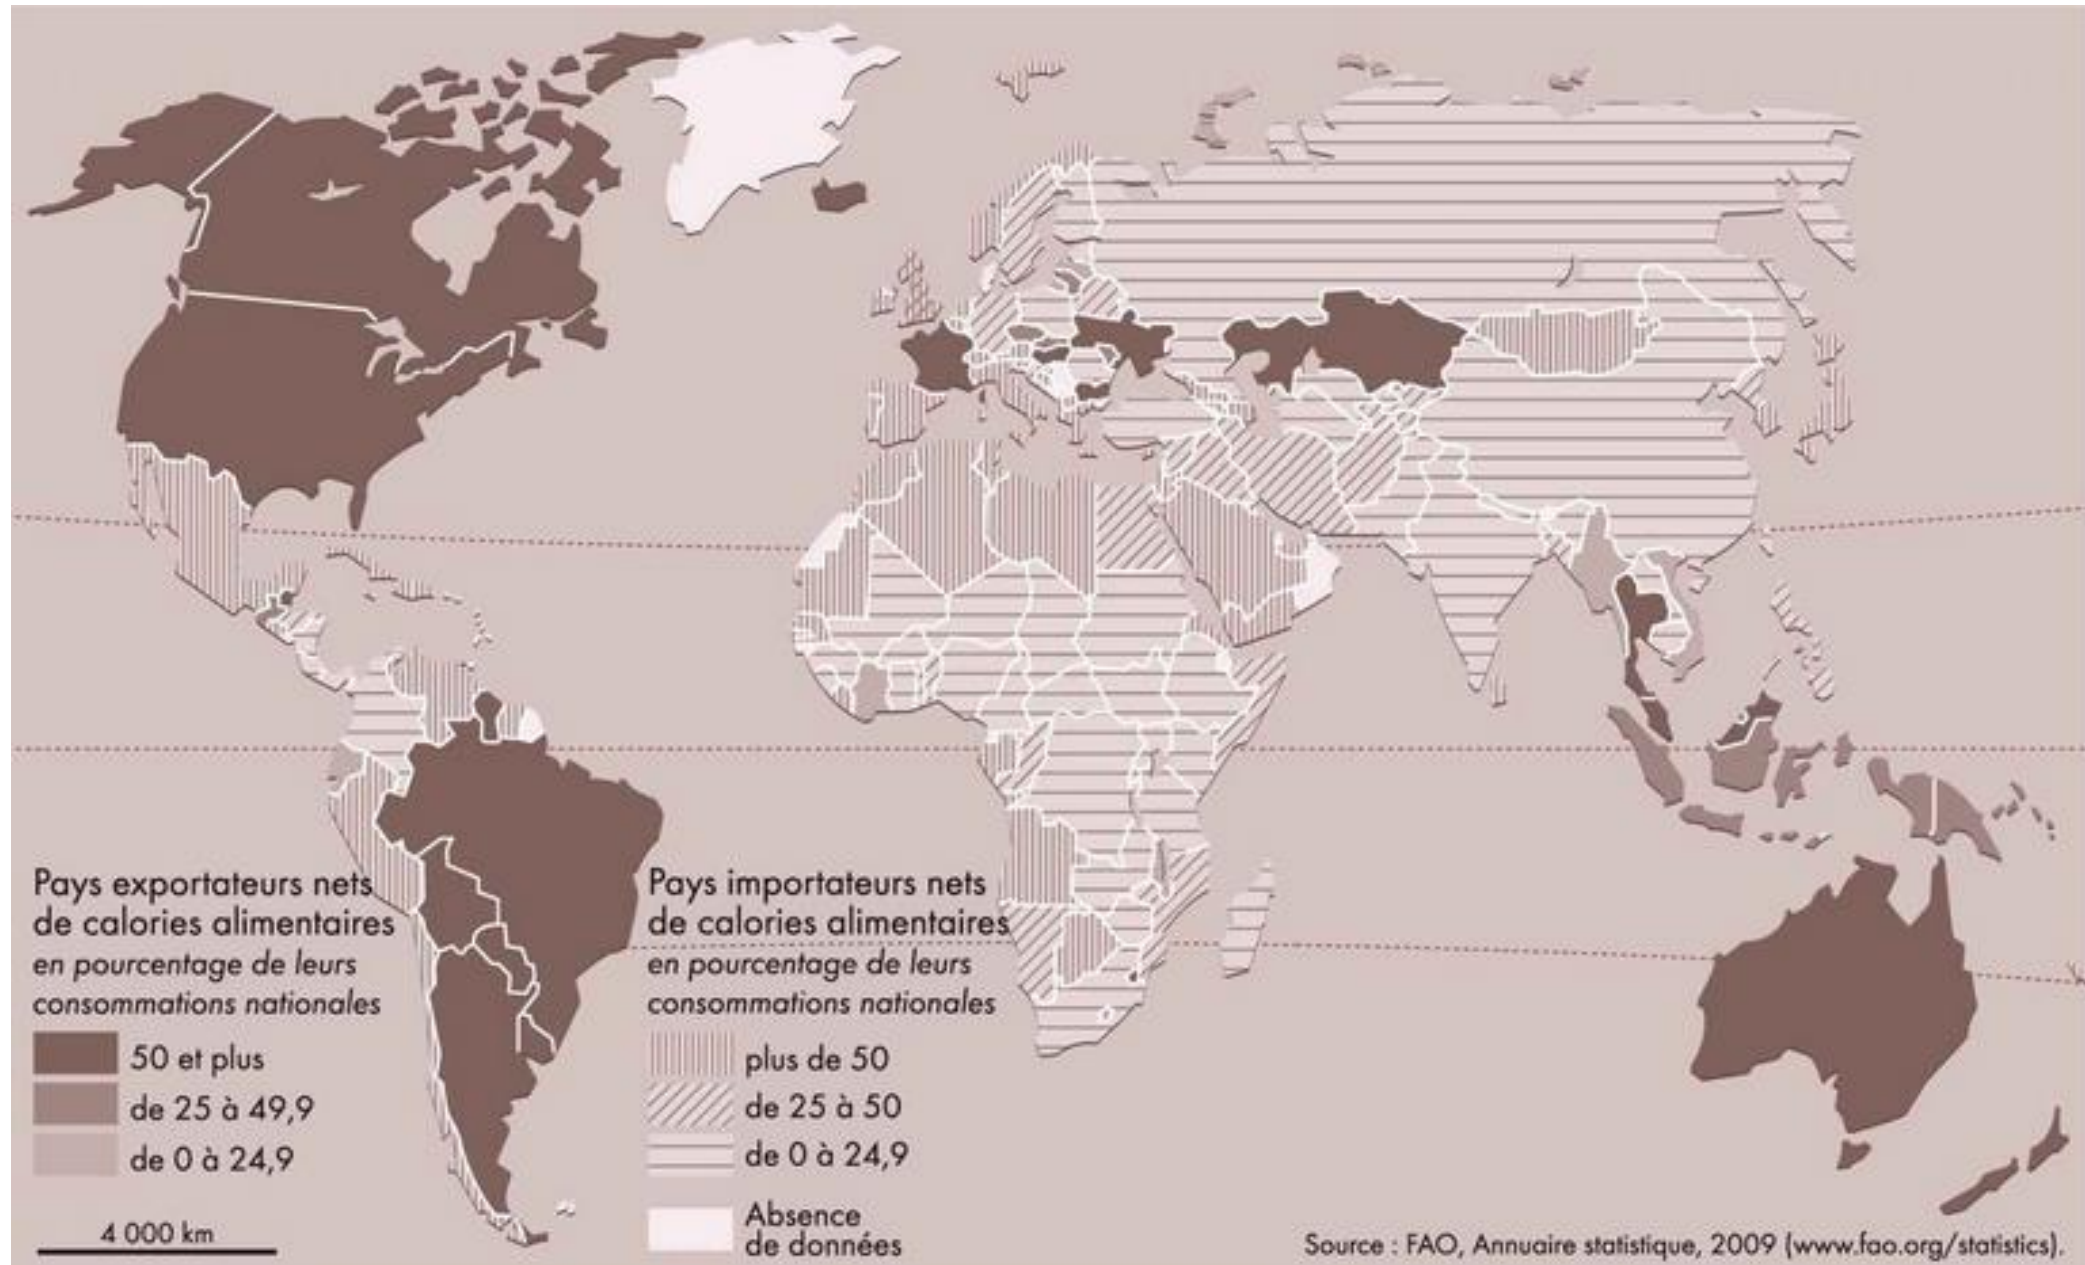 Pays exportateurs nets
de calories alimentaires
en pourcentage de leurs
consommations nationales
50 et plus
de 25 à 49,9
de 0 à 24,9
4 000 km
Pays importateurs nets
de calories alimentaires
en pourcentage de leurs
consommations nationales
plus de 50
de 25 à 50
de 0 à 24,9
Absence
de données
Source : FAO, Annuaire statistique, 2009 (www.fao.org/statistics).